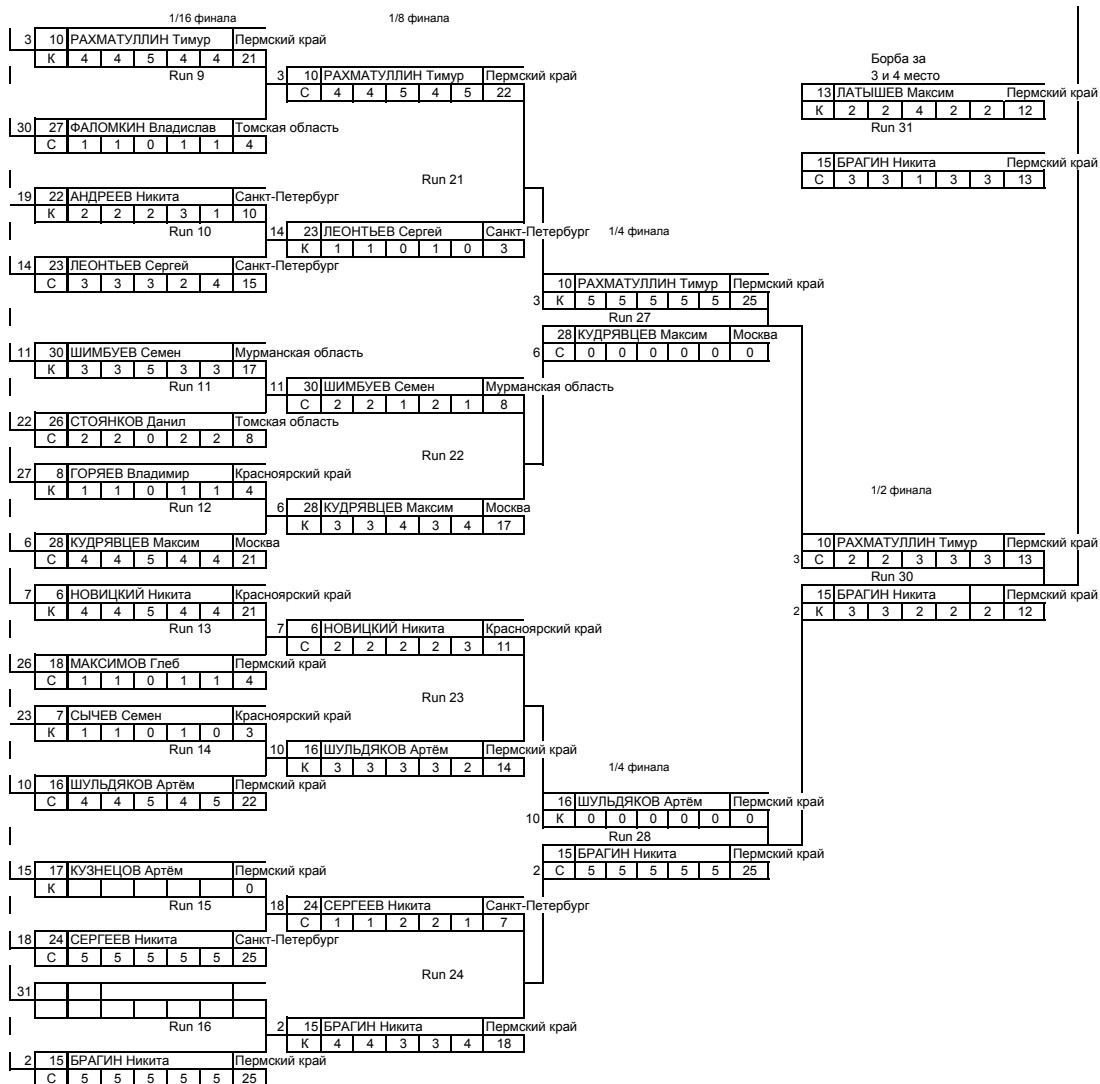 1/16 финала 1/8 финала
3 10 РАХМАТУЛЛИН Тимур Пермский край
К 4 4 5 4 4 21 Борба за
Run 9 3 10 РАХМАТУЛЛИН Тимур Пермский край 3 и 4 место
С 4 4 5 4 5 22 13 ЛАТЫШЕВ Максим Пермский край
К 2 2 4 2 2 12
30 27 ФАЛОМКИН Владислав Томская область Run 31
С 1 1 0 1 1 4
15 БРАГИН Никита Пермский край
Run 21 С 3 3 1 3 3 13
19 22 АНДРЕЕВ Никита Санкт-Петербург
К 2 2 2 3 1 10
Run 10 14 23 ЛЕОНТЬЕВ Сергей Санкт-Петербург 1/4 финала
К 1 1 0 1 0 3
14 23 ЛЕОНТЬЕВ Сергей Санкт-Петербург
С 3 3 3 2 4 15 10 РАХМАТУЛЛИН Тимур Пермский край
3 К 5 5 5 5 5 25
Run 27
28 КУДРЯВЦЕВ Максим Москва
11 30 ШИМБУЕВ Семен Мурманская область 6 С 0 0 0 0 0 0
К 3 3 5 3 3 17
Run 11 11 30 ШИМБУЕВ Семен Мурманская область
С 2 2 1 2 1 8
22 26 СТОЯНКОВ Данил Томская область
С 2 2 0 2 2 8
Run 22
27 8 ГОРЯЕВ Владимир Красноярский край
К 1 1 0 1 1 4 1/2 финала
Run 12 6 28 КУДРЯВЦЕВ Максим Москва
К 3 3 4 3 4 17
6 28 КУДРЯВЦЕВ Максим Москва 10 РАХМАТУЛЛИН Тимур Пермский край
С 4 4 5 4 4 21 3 С 2 2 3 3 3 13
Run 30
7 6 НОВИЦКИЙ Никита Красноярский край 15 БРАГИН Никита Пермский край
К 4 4 5 4 4 21 2 К 3 3 2 2 2 12
Run 13 7 6 НОВИЦКИЙ Никита Красноярский край
С 2 2 2 2 3 11
26 18 МАКСИМОВ Глеб Пермский край
С 1 1 0 1 1 4
Run 23
23 7 СЫЧЕВ Семен Красноярский край
К 1 1 0 1 0 3
Run 14 10 16 ШУЛЬДЯКОВ Артём Пермский край
К 3 3 3 3 2 14 1/4 финала
10 16 ШУЛЬДЯКОВ Артём Пермский край
С 4 4 5 4 5 22 16 ШУЛЬДЯКОВ Артём Пермский край
10 К 0 0 0 0 0 0
Run 28
15 БРАГИН Никита Пермский край
15 17 КУЗНЕЦОВ Артём Пермский край 2 С 5 5 5 5 5 25
К 0
Run 15 18 24 СЕРГЕЕВ Никита Санкт-Петербург
С 1 1 2 2 1 7
18 24 СЕРГЕЕВ Никита Санкт-Петербург
С 5 5 5 5 5 25
Run 24
31
Run 16 2 15 БРАГИН Никита Пермский край
К 4 4 3 3 4 18
2 15 БРАГИН Никита Пермский край
С 5 5 5 5 5 25